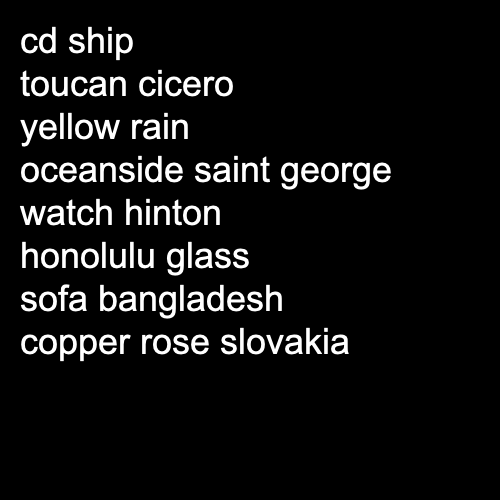 cd ship
toucan cicero
yellow rain
oceanside saint george
watch hinton
honolulu glass
sofa bangladesh
copper rose slovakia